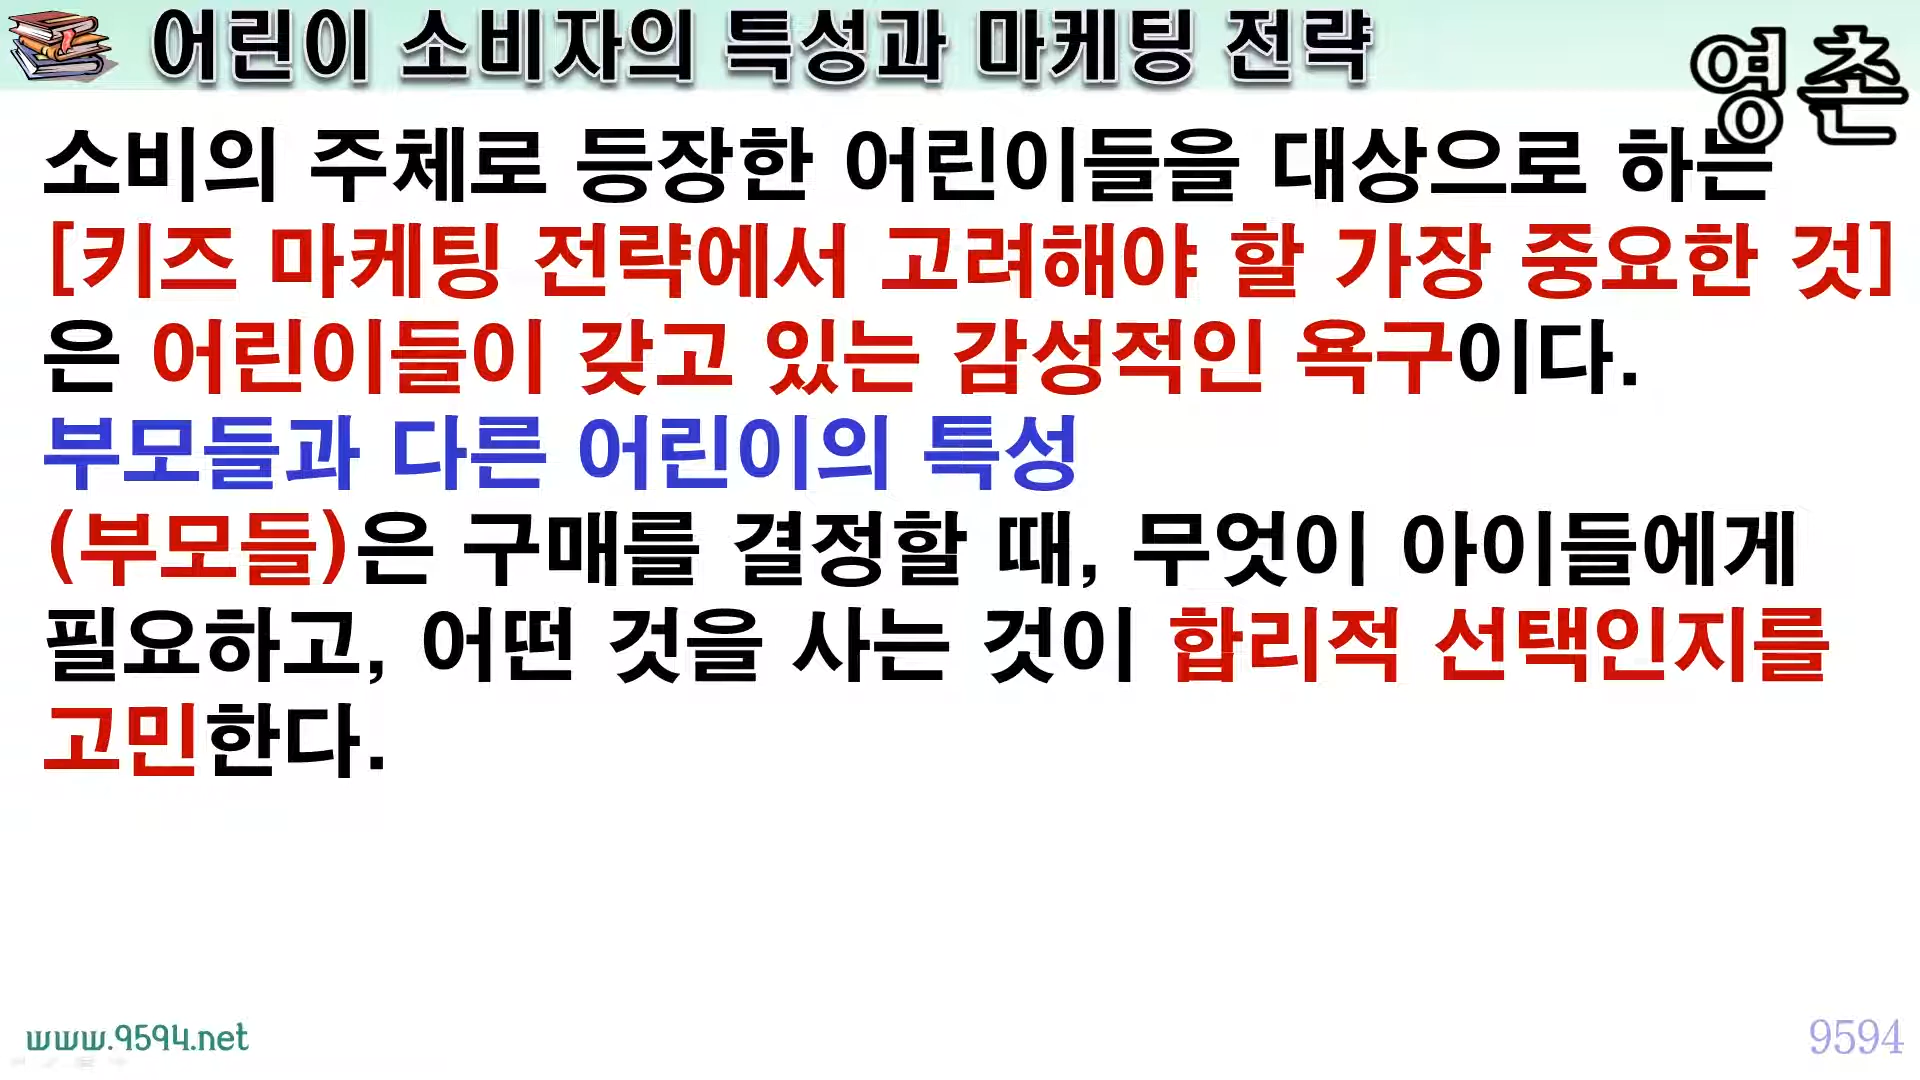 어린이 소비자의 특성과 마케팅 전략
영촌
소비의 주체로 등장한 어린이들을 대상으로 하는
[키즈 마케팅 전략에서 고려해야 할 가장 중요한 것]
은 어린이들이 갖고 있는 감성적인 욕구이다.
부모들과 다른 어린이의 특성
(부모들)은 구매를 결정할 때, 무엇이 아이들에게
필요하고, 어떤 것을 사는 것이 합리적 선택인지를
고민한다.
www.9594.net
9594